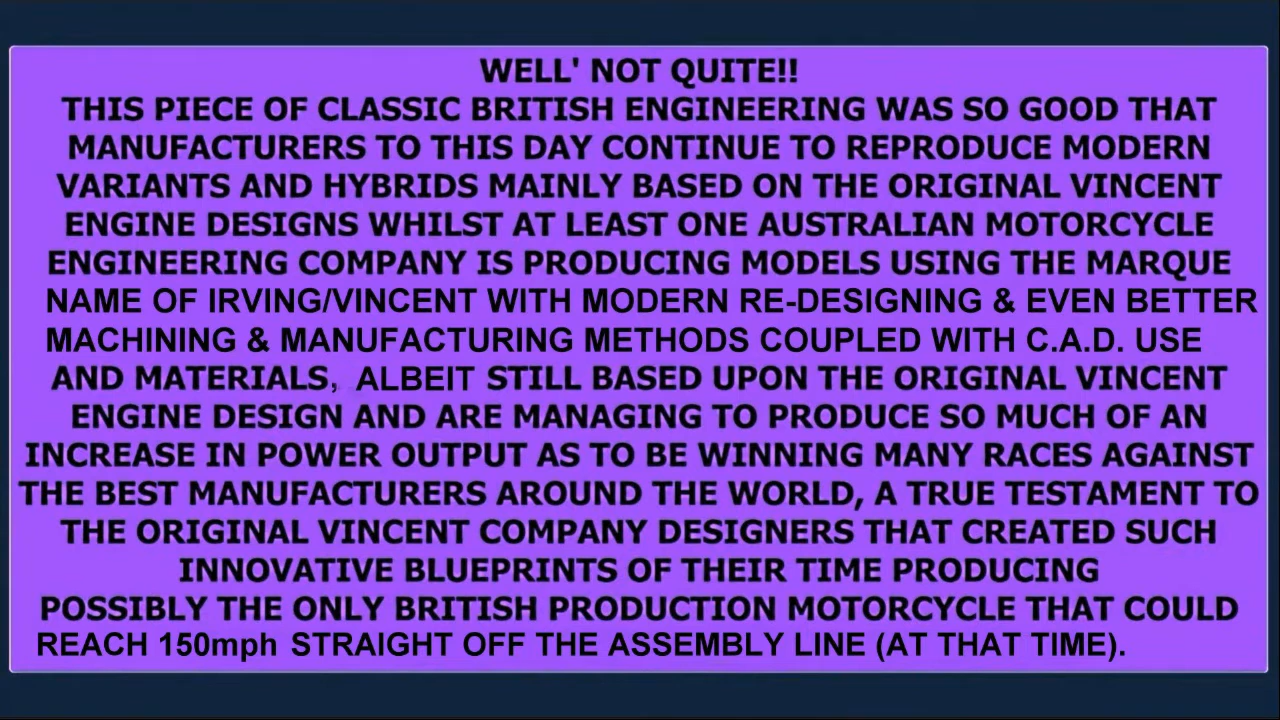 WELL' NOT QUITE!!
THIS PIECE OF CLASSIC BRITISH ENGINEERING WAS SO GOOD THAT
MANUFACTURERS TO THIS DAY CONTINUE TO REPRODUCE MODERN
VARIANTS AND HYBRIDS MAINLY BASED ON THE ORIGINAL VINCENT
ENGINE DESIGNS WHILST AT LEAST ONE AUSTRALIAN MOTORCYCLE
ENGINEERING COMPANY IS PRODUCING MODELS USING THE MARQUE
NAME OF IRVING/VINCENT WITH MODERN RE-DESIGNING & EVEN BETTER
MACHINING & MANUFACTURING METHODS COUPLED WITH C.A.D. USE
AND MATERIALS, ALBEIT STILL BASED UPON THE ORIGINAL VINCENT
ENGINE DESIGN AND ARE MANAGING TO PRODUCE SO MUCH OF AN
INCREASE IN POWER OUTPUT AS TO BE WINNING MANY RACES AGAINST
THE BEST MANUFACTURERS AROUND THE WORLD, A TRUE TESTAMENT TO
THE ORIGINAL VINCENT COMPANY DESIGNERS THAT CREATED SUCH
INNOVATIVE BLUEPRINTS OF THEIR TIME PRODUCING
POSSIBLY THE ONLY BRITISH PRODUCTION MOTORCYCLE THAT COULD
REACH 150mph STRAIGHT OFF THE ASSEMBLY LINE (AT THAT TIME).